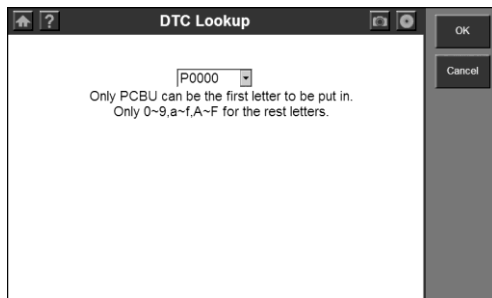 ?
DTC Lookup
OK
Cancel
P0000
Only PCBU can be the first letter to be put in.
Only 0~9,a~f,A~F for the rest letters.